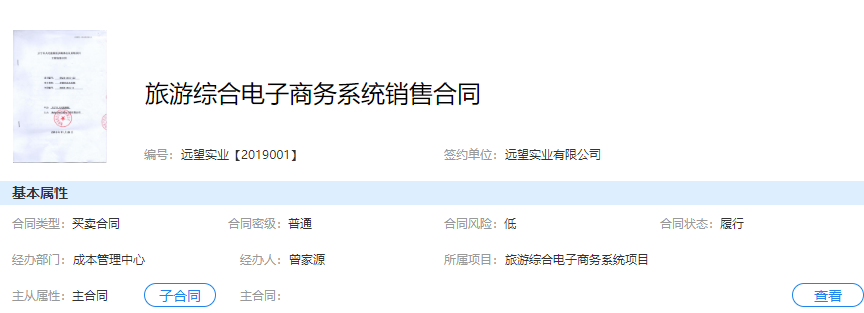 旅游综合电子商务系统销售合同
编号：远望实业【2019001】 签约单位：远望实业有限公司
基本属性
合同类型：买卖合同 合同密级：普通 合同风险：低 合同状态：履行
经办部门：成本管理中心 经办人：曾家源 所属项目：旅游综合电子商务系统项目
主从属性：主合同 子合同 主合同： 查看